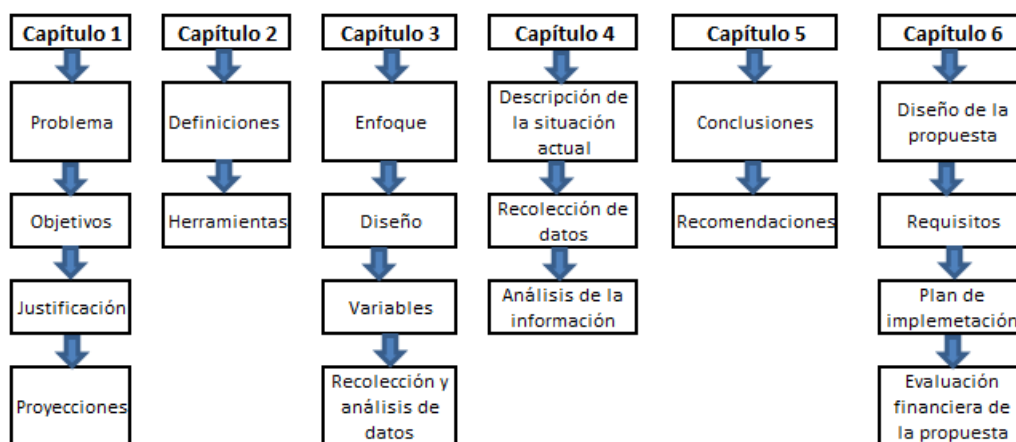 Capítulo 1
Problema
Objetivos
Justificación
Proyecciones
Capítulo 2
Definiciones
Herramientas
Capítulo 3
Enfoque
Diseño
Variables
Recolección y
análisis de
datos
Capítulo 4
Descripción de
la situación
actual
Recolección de
datos
Análisis de la
información
Capítulo 5
Conclusiones
Recomendaciones
Capítulo 6
Diseño de la
propuesta
Requisitos
Plan de
implemetación
Evaluación
financiera de
la propuesta